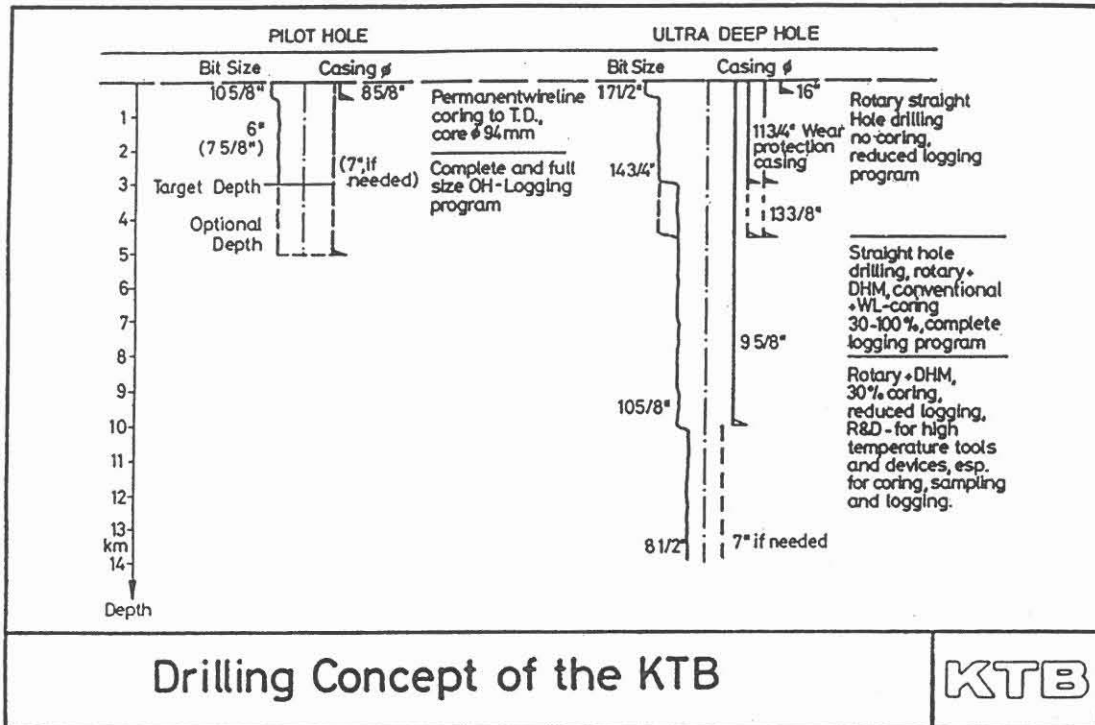 PILOT HOLE
Bit Size
Casing ø
10 5/8"
8 5/8"
6"
(7 5/8")
(7",if
needed)
Target Depth
Optional
Depth
Permanentwireline
coring to T.D.,
core ø 94mm
Complete and full
size OH-Logging
program
1
2
3
4
5
6
7
8
9
10
11
12
13
km
14
Depth
ULTRA DEEP HOLE
Bit Size
Casing ø
17 1/2"
16"
11 3/4" Wear
protection
casing
14 3/4"
13 3/8"
9 5/8"
10 5/8"
8 1/2"
7" if needed
Rotary straight
Hole drilling
no-coring,
reduced logging
program
Straight hole
drilling, rotary+
DHM, conventional
+WL-coring
30-100%, complete
logging program
Rotary+DHM,
30% coring,
reduced logging,
R&D-for high
temperature tools
and devices, esp.
for coring, sampling
and logging.
Drilling Concept of the KTB
KTB